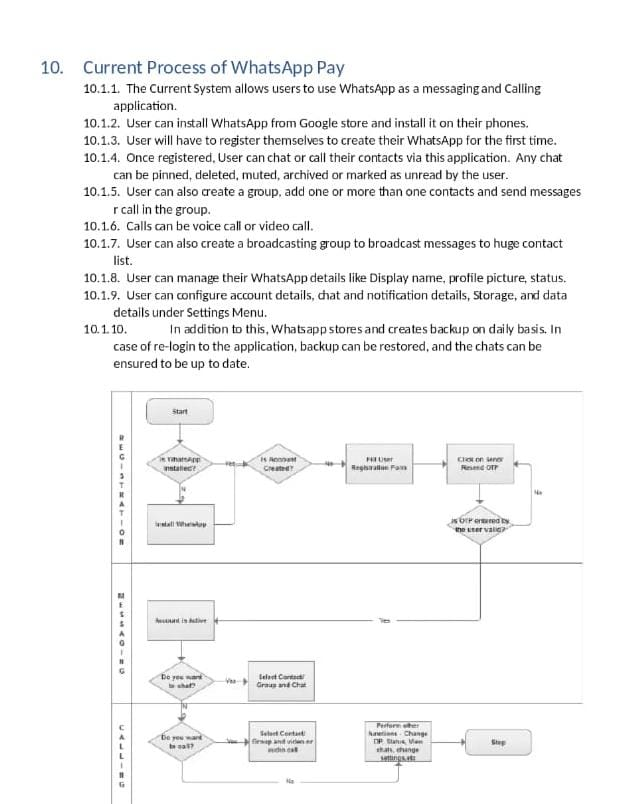 10. Current Process of WhatsApp Pay
10.1.1. The Current System allows users to use WhatsApp as a messaging and Calling
application.
10.1.2. User can install WhatsApp from Google store and install it on their phones.
10.1.3. User will have to register themselves to create their WhatsApp for the first time.
10.1.4. Once registered, User can chat or call their contacts via this application. Any chat
can be pinned, deleted, muted, archived or marked as unread by the user.
10.1.5. User can also create a group, add one or more than one contacts and send messages
r call in the group.
10.1.6. Calls can be voice call or video call.
10.1.7. User can also create a broadcasting group to broadcast messages to huge contact
list.
10.1.8. User can manage their WhatsApp details like Display name, profile picture, status.
10.1.9. User can configure account details, chat and notification details, Storage, and data
details under Settings Menu.
10.1.10. In addition to this, Whatsapp stores and creates backup on daily basis. In
case of re-login to the application, backup can be restored, and the chats can be
ensured to be up to date.
REGISTRATION
Start
Is WhatsApp
Installed?
Yes
Is Account
Created?
No
Fill User
Registration Form
Click on Send/
Resend OTP
No
N
Install WhatsApp
Is OTP entered by
the user valid?
MESSAGING
Account is Active
Yes
Do you want
to chat?
Yes
Select Contact/
Group and Chat
N
CALLING
Do you want
to call?
Yes
Select Contact/
Group and video or
audio call
Perform other
functions - Change
DP, Status, View
chats, change
settings etc
Stop
No